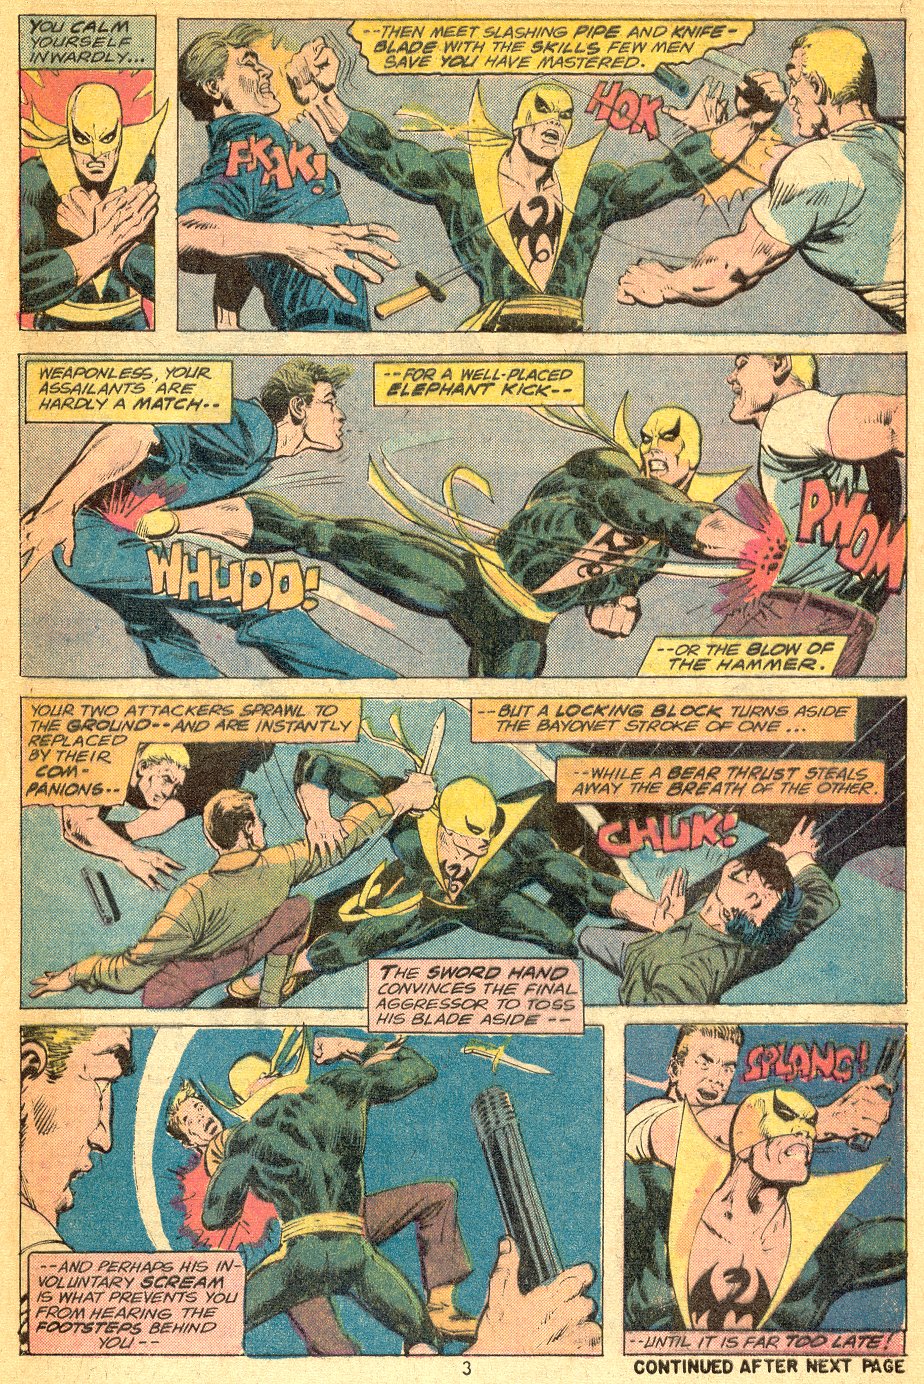 YOU CALM
YOURSELF
INWARDLY...
--THEN MEET SLASHING PIPE AND KNIFE-
BLADE WITH THE SKILLS FEW MEN
SAVE YOU HAVE MASTERED.
FKAK!
HOK
WEAPONLESS, YOUR
ASSAILANTS ARE
HARDLY A MATCH--
--FOR A WELL-PLACED
ELEPHANT KICK--
WHUDD!
PWOM
--OR THE BLOW OF
THE HAMMER.
YOUR TWO ATTACKERS SPRAWL TO
THE GROUND--AND ARE INSTANTLY
REPLACED
BY THEIR
COM-
PANIONS--
--BUT A LOCKING BLOCK TURNS ASIDE
THE BAYONET STROKE OF ONE...
--WHILE A BEAR THRUST STEALS
AWAY THE BREATH OF THE OTHER.
CHUK!
THE SWORD HAND
CONVINCES THE FINAL
AGGRESSOR TO TOSS
HIS BLADE ASIDE--
--AND PERHAPS HIS IN-
VOLUNTARY SCREAM
IS WHAT PREVENTS YOU
FROM HEARING THE
FOOTSTEPS BEHIND
YOU--
SPLANG!
--UNTIL IT IS FAR TOO LATE!
3
CONTINUED AFTER NEXT PAGE